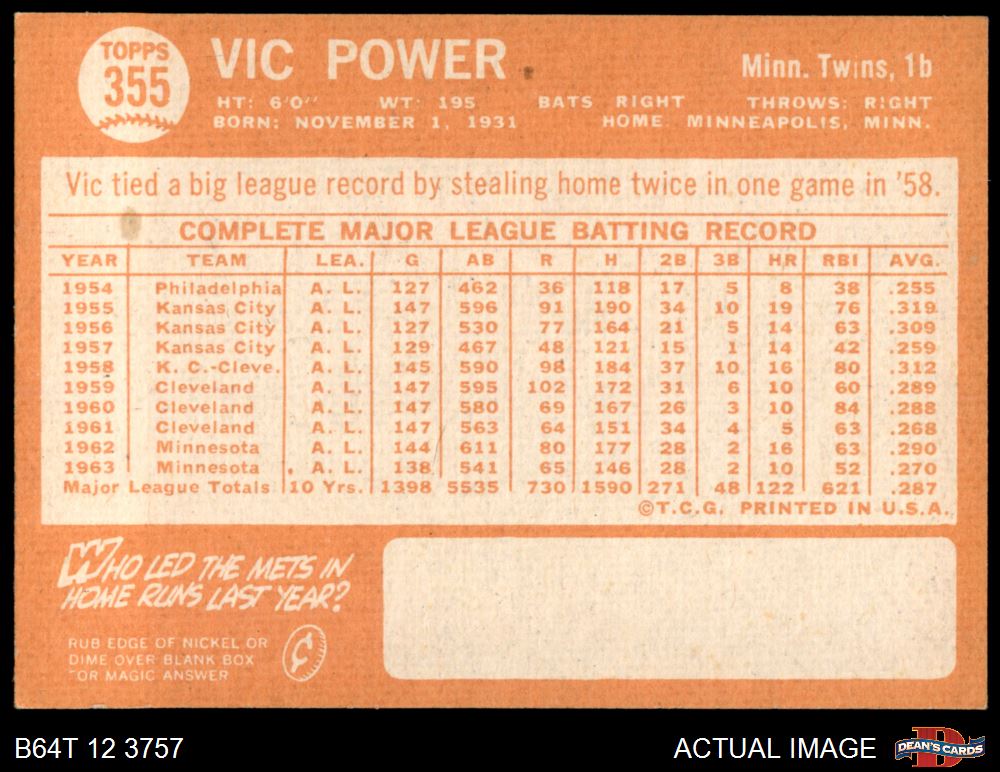 TOPPS
355
VIC POWER
Minn. Twins, 1b
HT: 6'0" WT: 195 BATS RIGHT THROWS: RIGHT
BORN: NOVEMBER 1, 1931 HOME MINNEAPOLIS, MINN.
Vic tied a big league record by stealing home twice in one game in '58.
COMPLETE MAJOR LEAGUE BATTING RECORD
YEAR TEAM LEA. G AB R H 2B 3B HR RBI AVG.
1954 Philadelphia A. L. 127 462 36 118 17 5 8 38 .255
1955 Kansas City A. L. 147 596 91 190 34 10 19 76 .319
1956 Kansas City A. L. 127 530 77 164 21 5 14 63 .309
1957 Kansas City A. L. 129 467 48 121 15 1 14 42 .259
1958 K. C.-Cleve. A. L. 145 590 98 184 37 10 16 80 .312
1959 Cleveland A. L. 147 595 102 172 31 6 10 60 .289
1960 Cleveland A. L. 147 580 69 167 26 3 10 84 .288
1961 Cleveland A. L. 147 563 64 151 34 4 5 63 .268
1962 Minnesota A. L. 144 611 80 177 28 2 16 63 .290
1963 Minnesota A. L. 138 541 65 146 28 2 10 52 .270
Major League Totals 10 Yrs. 1398 5535 730 1590 271 48 122 621 .287
©T.C.G. PRINTED IN U.S.A.
WHO LED THE METS IN
HOME RUNS LAST YEAR?
RUB EDGE OF NICKEL OR
DIME OVER BLANK BOX
"OR MAGIC ANSWER
¢
B64T 12 3757
ACTUAL IMAGE
DEAN'S CARDS